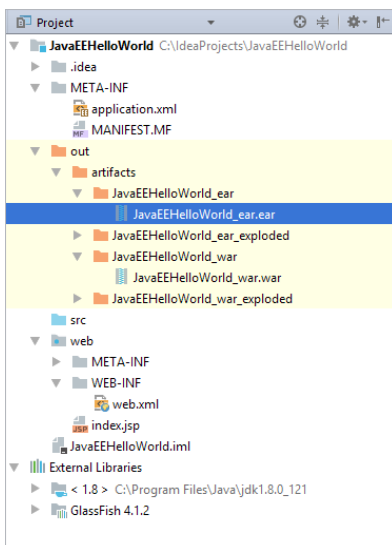 Project
JavaEEHelloWorld C:\IdeaProjects\JavaEEHelloWorld
.idea
META-INF
application.xml
MF MANIFEST.MF
out
artifacts
JavaEEHelloWorld_ear
JavaEEHelloWorld_ear.ear
JavaEEHelloWorld_ear_exploded
JavaEEHelloWorld_war
JavaEEHelloWorld_war.war
JavaEEHelloWorld_war_exploded
src
web
META-INF
WEB-INF
web.xml
JSP index.jsp
JavaEEHelloWorld.iml
External Libraries
< 1.8 > C:\Program Files\Java\jdk1.8.0_121
GlassFish 4.1.2